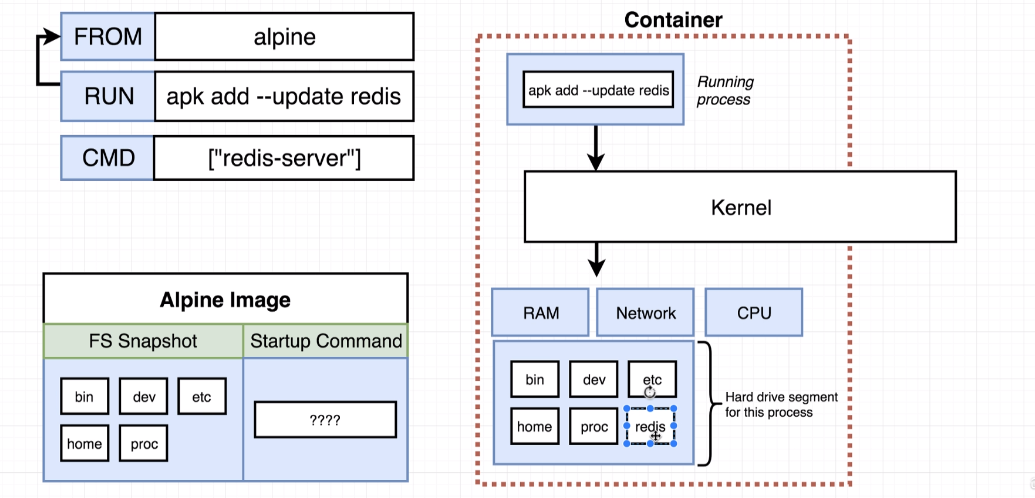 FROM alpine
RUN apk add --update redis
CMD ["redis-server"]
Alpine Image
FS Snapshot Startup Command
bin dev etc
home proc
????
Container
apk add --update redis
Running
process
Kernel
RAM Network CPU
bin dev etc
home proc redis
Hard drive segment
for this process